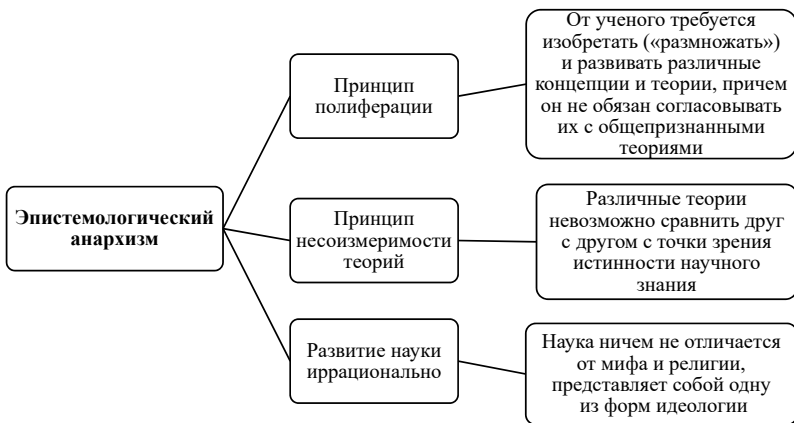 Эпистемологический
анархизм
Принцип
полиферации
От ученого требуется
изобретать («размножать»)
и развивать различные
концепции и теории, причем
он не обязан согласовывать
их с общепризнанными
теориями
Принцип
несоизмеримости
теорий
Различные теории
невозможно сравнить друг
с другом с точки зрения
истинности научного
знания
Развитие науки
иррационально
Наука ничем не отличается
от мифа и религии,
представляет собой одну
из форм идеологии